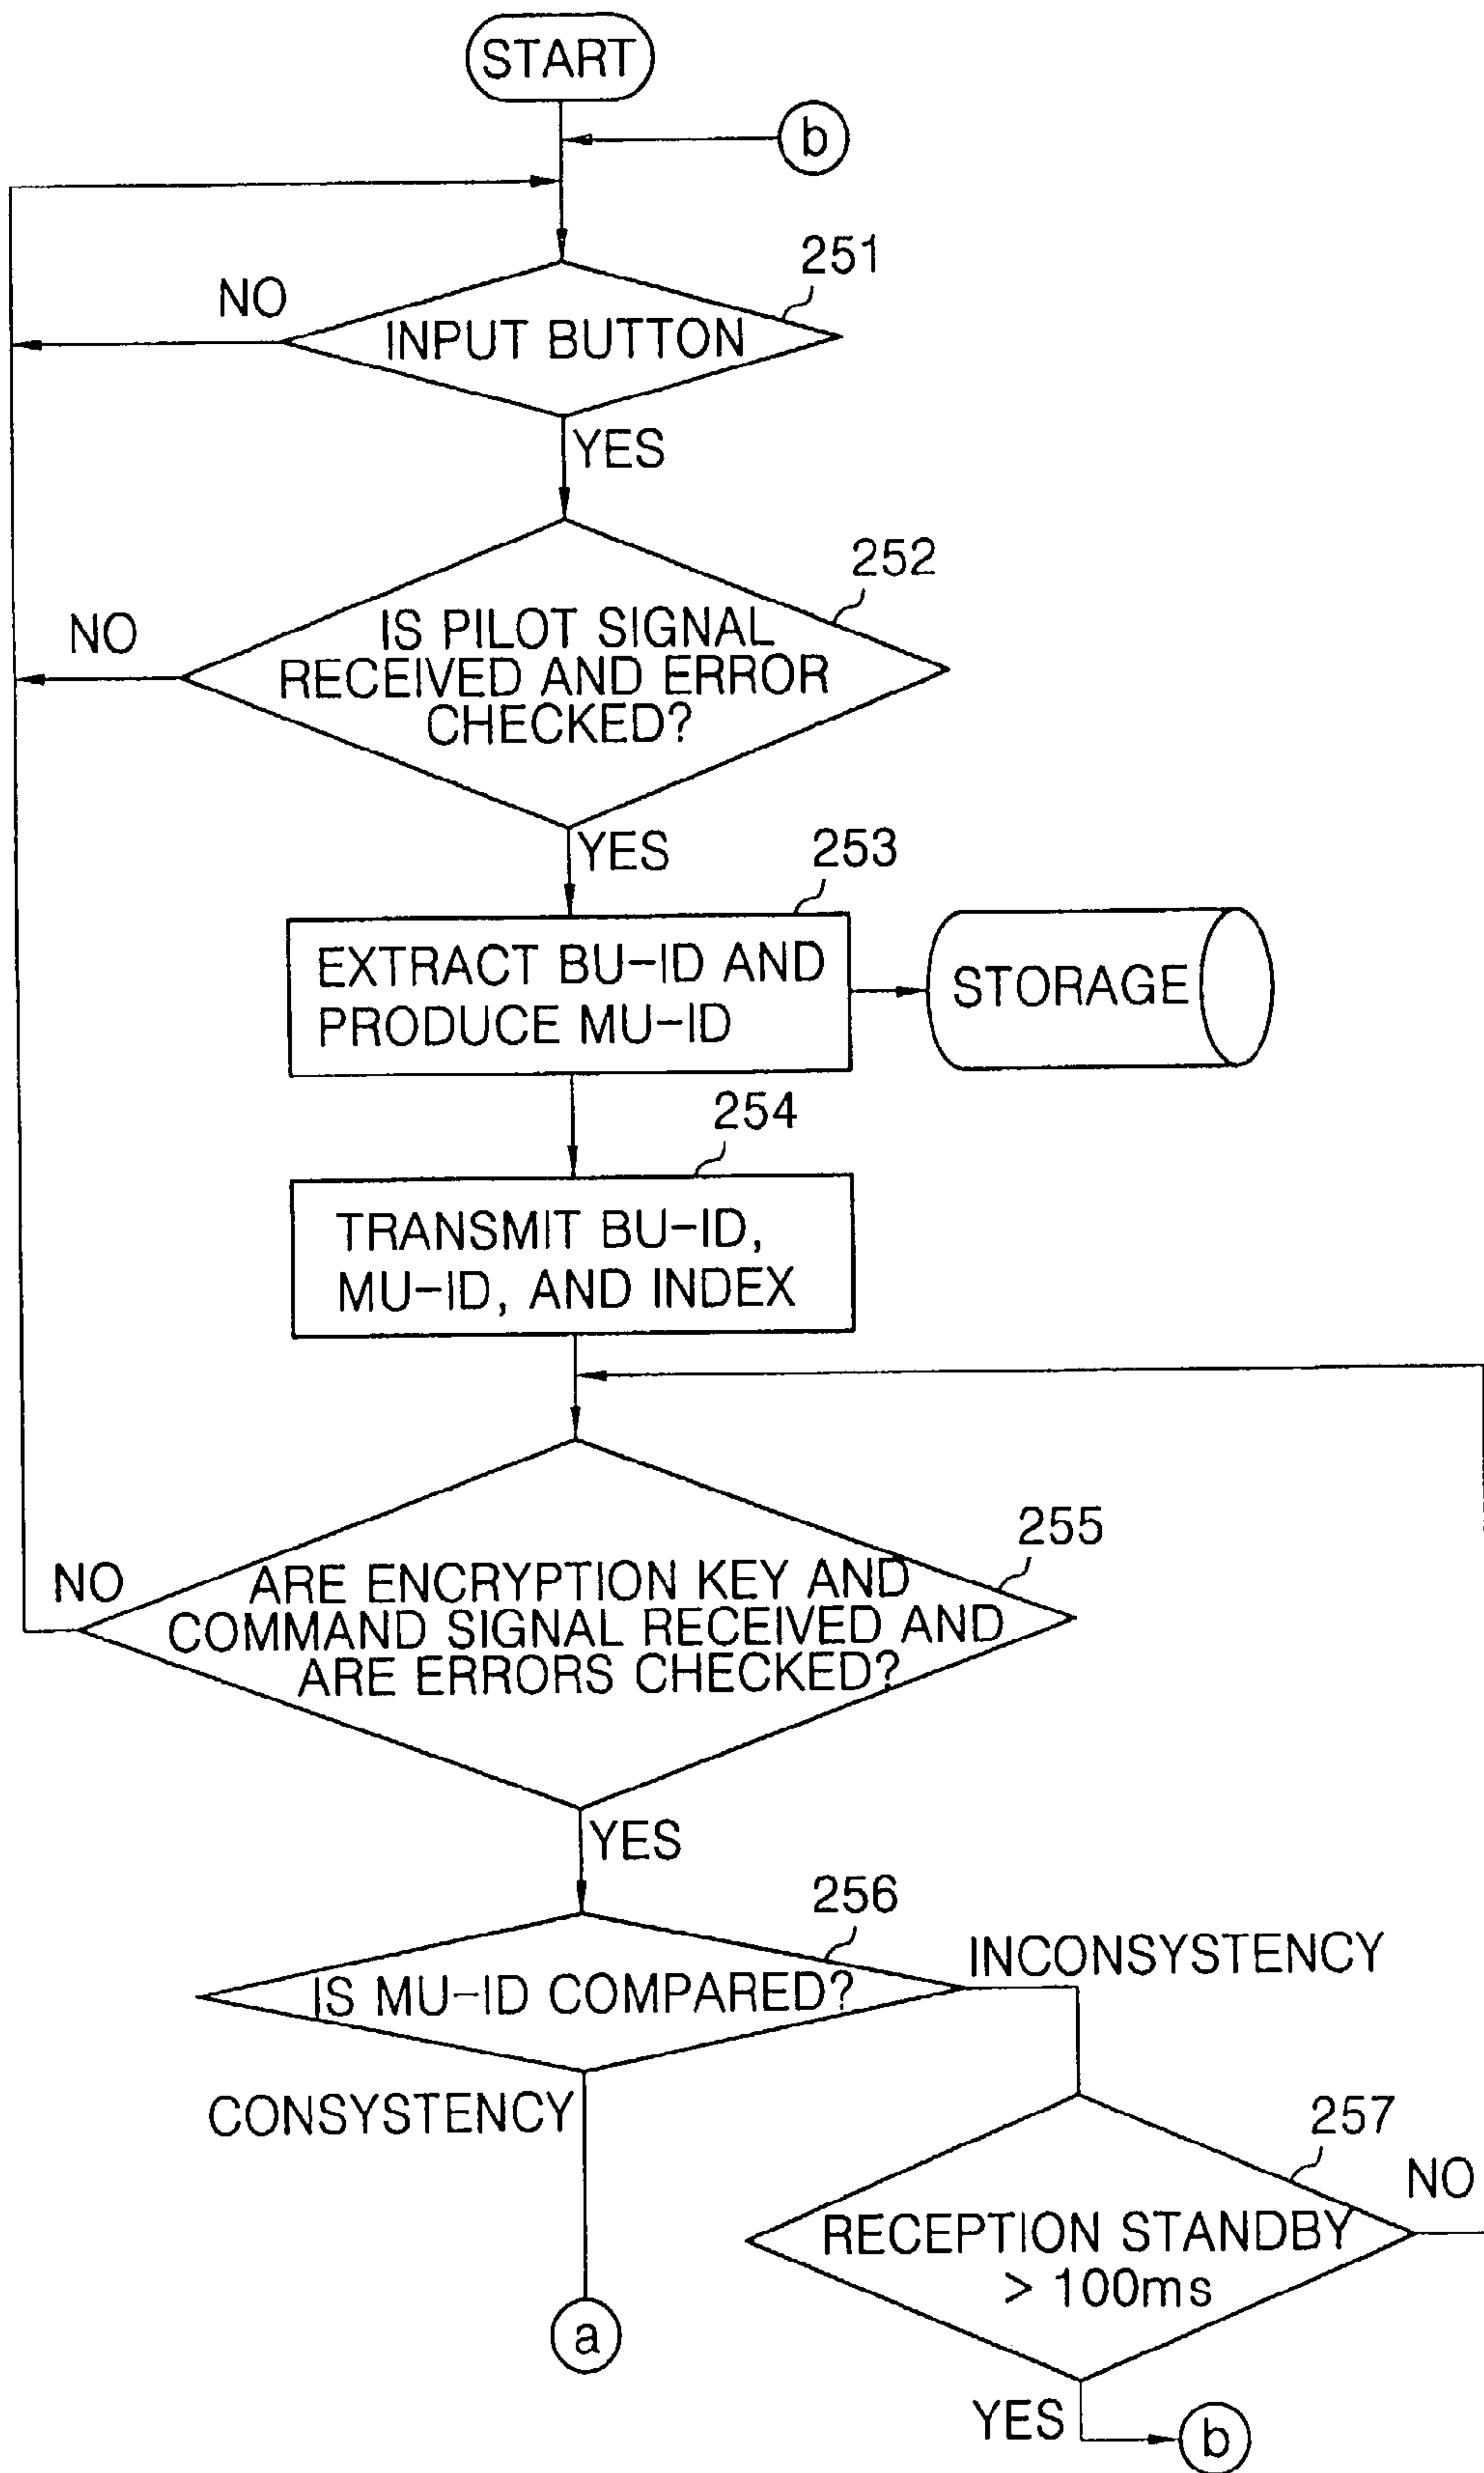 START
b
251
NO
INPUT BUTTON
YES
252
NO
IS PILOT SIGNAL
RECEIVED AND ERROR
CHECKED?
YES
253
EXTRACT BU-ID AND
PRODUCE MU-ID
STORAGE
254
TRANSMIT BU-ID,
MU-ID, AND INDEX
255
NO
ARE ENCRYPTION KEY AND
COMMAND SIGNAL RECEIVED AND
ARE ERRORS CHECKED?
YES
256
INCONSYSTENCY
IS MU-ID COMPARED?
CONSYSTENCY
257
NO
RECEPTION STANDBY
> 100ms
a
YES
b